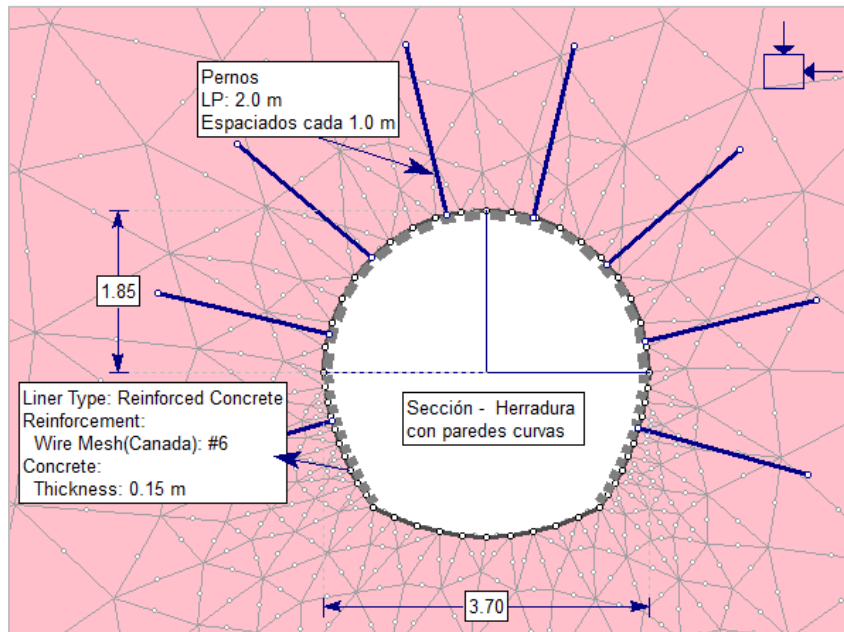 Pernos
LP: 2.0 m
Espaciados cada 1.0 m
1.85
Liner Type: Reinforced Concrete
Reinforcement:
Wire Mesh(Canada): #6
Concrete:
Thickness: 0.15 m
Sección - Herradura
con paredes curvas
3.70